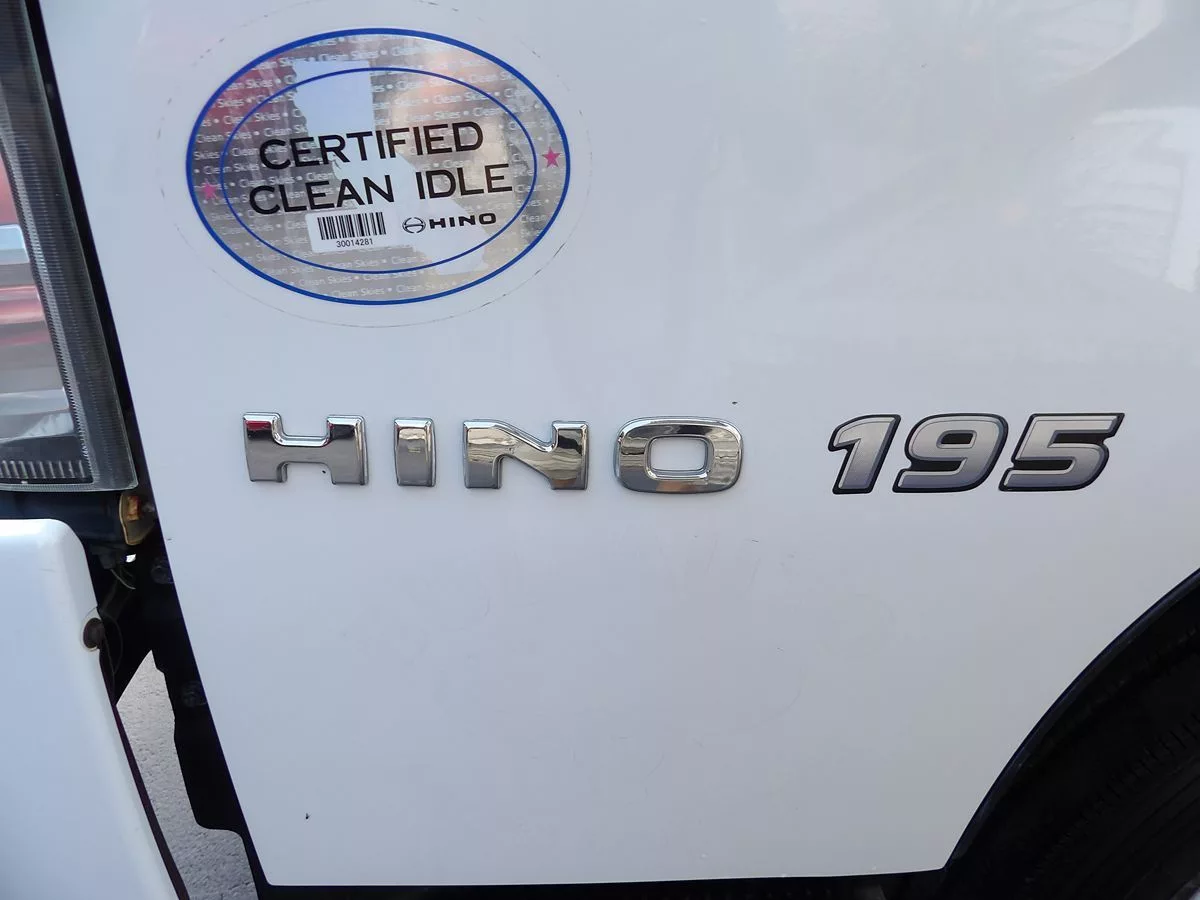 CERTIFIED
CLEAN IDLE
HINO
30014281
HINO 195